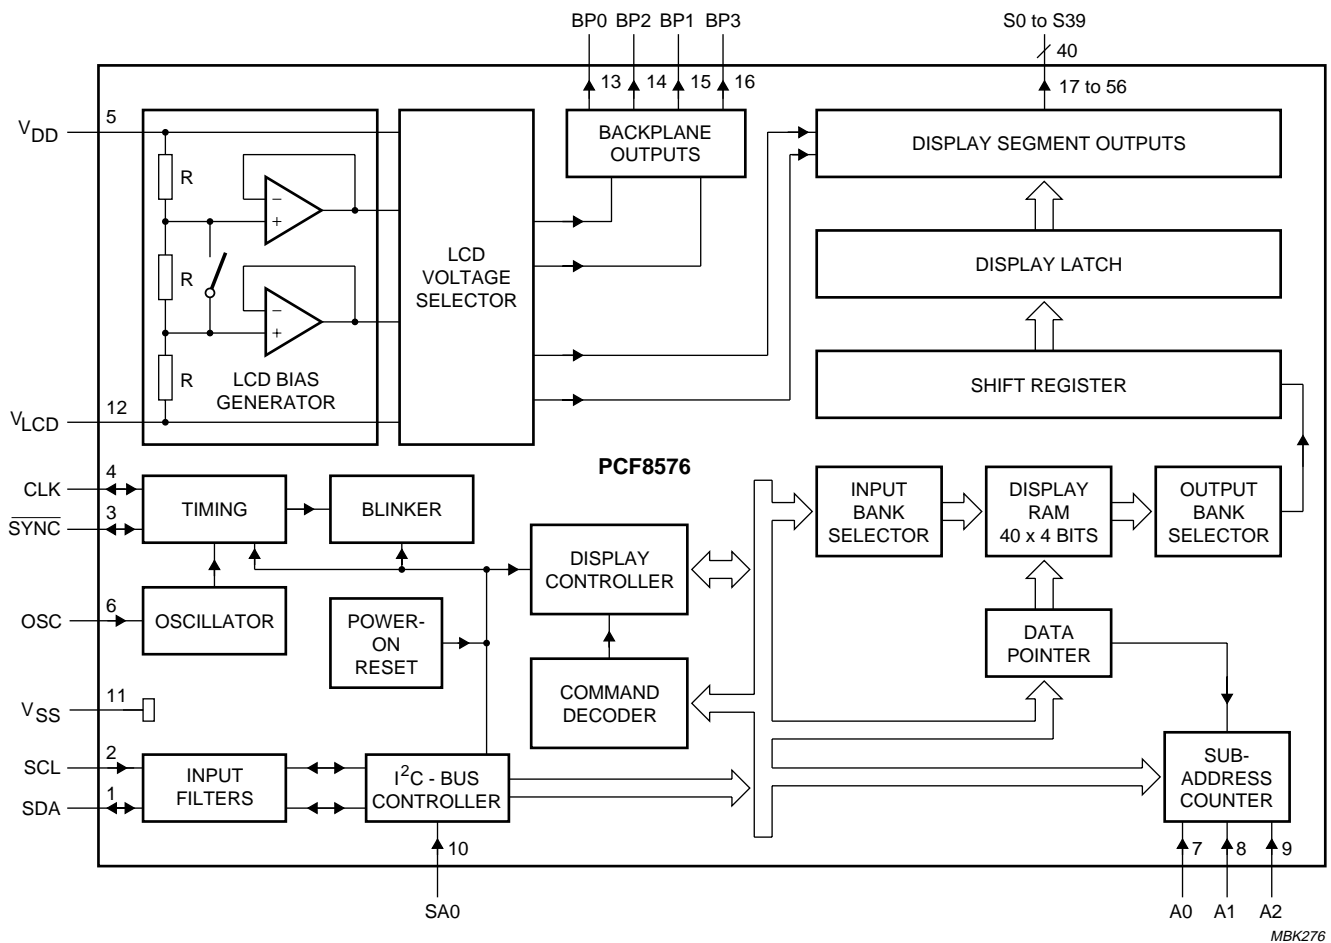 BP0 BP2 BP1 BP3
S0 to S39
40
13 14 15 16
17 to 56
VDD
5
BACKPLANE
OUTPUTS
DISPLAY SEGMENT OUTPUTS
R
R
R
−
+
−
+
LCD BIAS
GENERATOR
LCD
VOLTAGE
SELECTOR
DISPLAY LATCH
SHIFT REGISTER
VLCD
12
PCF8576
CLK
4
SYNC
3
TIMING
BLINKER
INPUT
BANK
SELECTOR
DISPLAY
RAM
40 x 4 BITS
OUTPUT
BANK
SELECTOR
DISPLAY
CONTROLLER
OSC
6
OSCILLATOR
POWER-
ON
RESET
DATA
POINTER
COMMAND
DECODER
VSS
11
SCL
2
SDA
1
INPUT
FILTERS
I2C - BUS
CONTROLLER
SUB-
ADDRESS
COUNTER
10
7 8 9
SA0
A0 A1 A2
MBK276